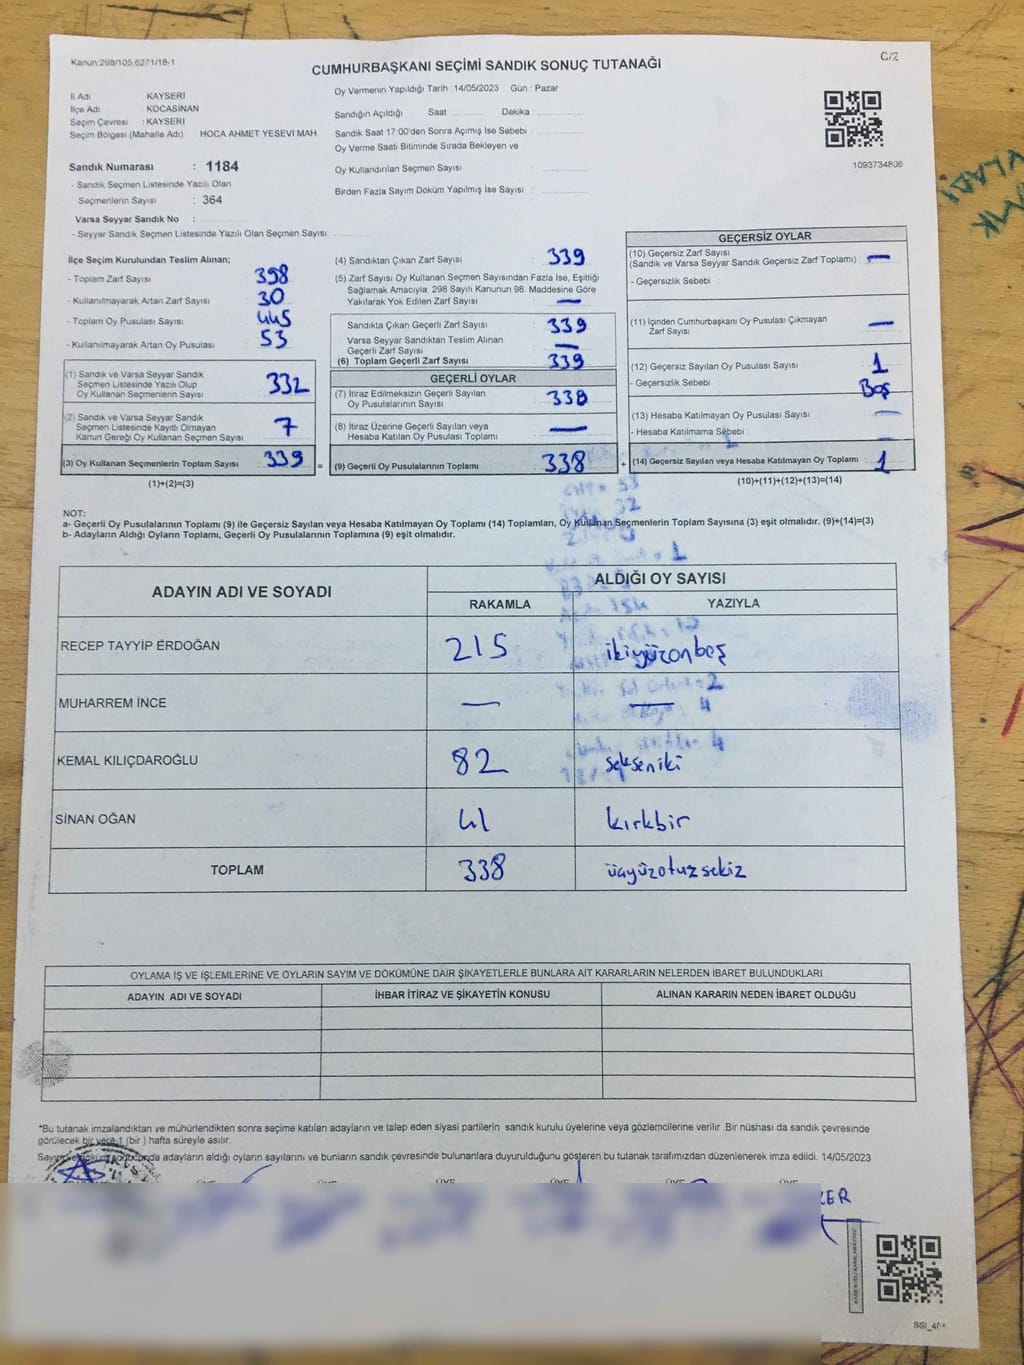 Kanun:298/105,6271/18-1
C/2
CUMHURBAŞKANI SEÇİMİ SANDIK SONUÇ TUTANAĞI
İl Adı KAYSERİ
İlçe Adı KOCASİNAN
Seçim Çevresi : KAYSERİ
Seçim Bölgesi (Mahalle Adı) HOCA AHMET YESEVİ MAH.
Sandık Numarası : 1184
- Sandık Seçmen Listesinde Yazılı Olan
Seçmenlerin Sayısı : 364
Varsa Seyyar Sandık No :
- Seyyar Sandık Seçmen Listesinde Yazılı Olan Seçmen Sayısı:
Oy Vermenin Yapıldığı Tarih 14/05/2023 Gün : Pazar
Sandığın Açıldığı Saat Dakika
Sandık Saat 17:00'den Sonra Açımış İse Sebebi
Oy Verme Saati Bitiminde Sırada Bekleyen ve
Oy Kullandırılan Seçmen Sayısı
Birden Fazla Sayım Döküm Yapılmış İse Sayısı
1093734806
İlçe Seçim Kurulundan Teslim Alınan;
- Toplam Zarf Sayısı 398
- Kullanılmayarak Artan Zarf Sayısı 30
- Toplam Oy Pusulası Sayısı 445
- Kullanılmayarak Artan Oy Pusulası 53
(1) Sandık ve Varsa Seyyar Sandık
Seçmen Listesinde Yazılı Olup
Oy Kullanan Seçmenlerin Sayısı 332
(2) Sandık ve Varsa Seyyar Sandık
Seçmen Listesinde Kayıtlı Olmayan
Kanun Gereği Oy Kullanan Seçmen Sayısı 7
(3) Oy Kullanan Seçmenlerin Toplam Sayısı : 339 =
(1)+(2)=(3)
(4) Sandıktan Çıkan Zarf Sayısı : 339
(5) Zarf Sayısı Oy Kullanan Seçmen Sayısından Fazla İse, Eşitliği
Sağlamak Amacıyla, 298 Sayılı Kanunun 98. Maddesine Göre
Yakılarak Yok Edilen Zarf Sayısı : —
Sandıkta Çıkan Geçerli Zarf Sayısı : 339
Varsa Seyyar Sandıktan Teslim Alınan
Geçerli Zarf Sayısı : —
(6) Toplam Geçerli Zarf Sayısı : 339
GEÇERLİ OYLAR
(7) İtiraz Edilmeksizin Geçerli Sayılan
Oy Pusulalarının Sayısı : 338
(8) İtiraz Üzerine Geçerli Sayılan veya
Hesaba Katılan Oy Pusulası Toplamı : —
(9) Geçerli Oy Pusulalarının Toplamı : 338 +
GEÇERSİZ OYLAR
(10) Geçersiz Zarf Sayısı
(Sandık ve Varsa Seyyar Sandık Geçersiz Zarf Toplamı) : —
- Geçersizlik Sebebi :
(11) İçinden Cumhurbaşkanı Oy Pusulası Çıkmayan
Zarf Sayısı : —
(12) Geçersiz Sayılan Oy Pusulası Sayısı : 1
- Geçersizlik Sebebi : Boş
(13) Hesaba Katılmayan Oy Pusulası Sayısı : —
- Hesaba Katılmama Sebebi :
(14) Geçersiz Sayılan veya Hesaba Katılmayan Oy Toplamı : 1
(10)+(11)+(12)+(13)=(14)
NOT:
a- Geçerli Oy Pusulalarının Toplamı (9) ile Geçersiz Sayılan veya Hesaba Katılmayan Oy Toplamı (14) Toplamları, Oy Kullanan Seçmenlerin Toplam Sayısına (3) eşit olmalıdır. (9)+(14)=(3)
b- Adayların Aldığı Oyların Toplamı, Geçerli Oy Pusulalarının Toplamına (9) eşit olmalıdır.
ADAYIN ADI VE SOYADI ALDIĞI OY SAYISI
RAKAMLA YAZIYLA
RECEP TAYYİP ERDOĞAN 215 ikiyüzonbeş
MUHARREM İNCE — —
KEMAL KILIÇDAROĞLU 82 sekseniki
SİNAN OĞAN 41 kırkbir
TOPLAM 338 üçyüzotuzsekiz
OYLAMA İŞ VE İŞLEMLERİNE VE OYLARIN SAYIM VE DÖKÜMÜNE DAİR ŞİKAYETLERLE BUNLARA AİT KARARLARIN NELERDEN İBARET BULUNDUKLARI
ADAYIN ADI VE SOYADI İHBAR İTİRAZ VE ŞİKAYETİN KONUSU ALINAN KARARIN NEDEN İBARET OLDUĞU
*Bu tutanak imzalandıktan ve mühürlendikten sonra seçime katılan adayların ve talep eden siyasi partilerin sandık kurulu üyelerine veya gözlemcilerine verilir .Bir nüshası da sandık çevresinde
görülecek bir yere 1 (bir ) hafta süreyle asılır.
Sayım ve döküm sonucunda adayların aldığı oyların sayılarını ve bunların sandık çevresinde bulunanlara duyurulduğunu gösteren bu tutanak tarafımızdan düzenlenerek imza edildi. 14/05/2023